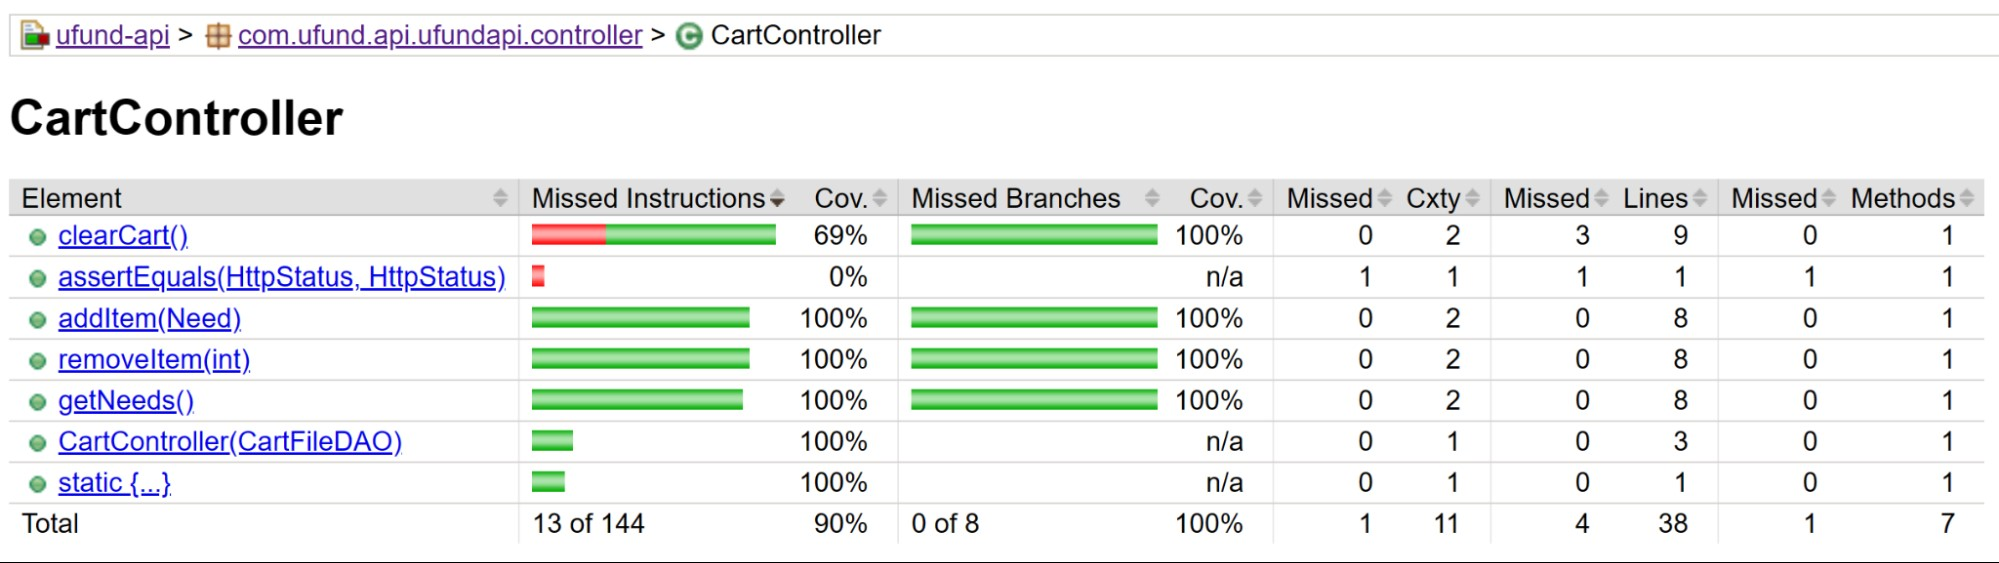 ufund-api > com.ufund.api.ufundapi.controller > CartController
CartController
Element Missed Instructions Cov. Missed Branches Cov. Missed Cxty Missed Lines Missed Methods
clearCart() 69% 100% 0 2 3 9 0 1
assertEquals(HttpStatus, HttpStatus) 0% n/a 1 1 1 1 1 1
addItem(Need) 100% 100% 0 2 0 8 0 1
removeItem(int) 100% 100% 0 2 0 8 0 1
getNeeds() 100% 100% 0 2 0 8 0 1
CartController(CartFileDAO) 100% n/a 0 1 0 3 0 1
static {...} 100% n/a 0 1 0 1 0 1
Total 13 of 144 90% 0 of 8 100% 1 11 4 38 1 7